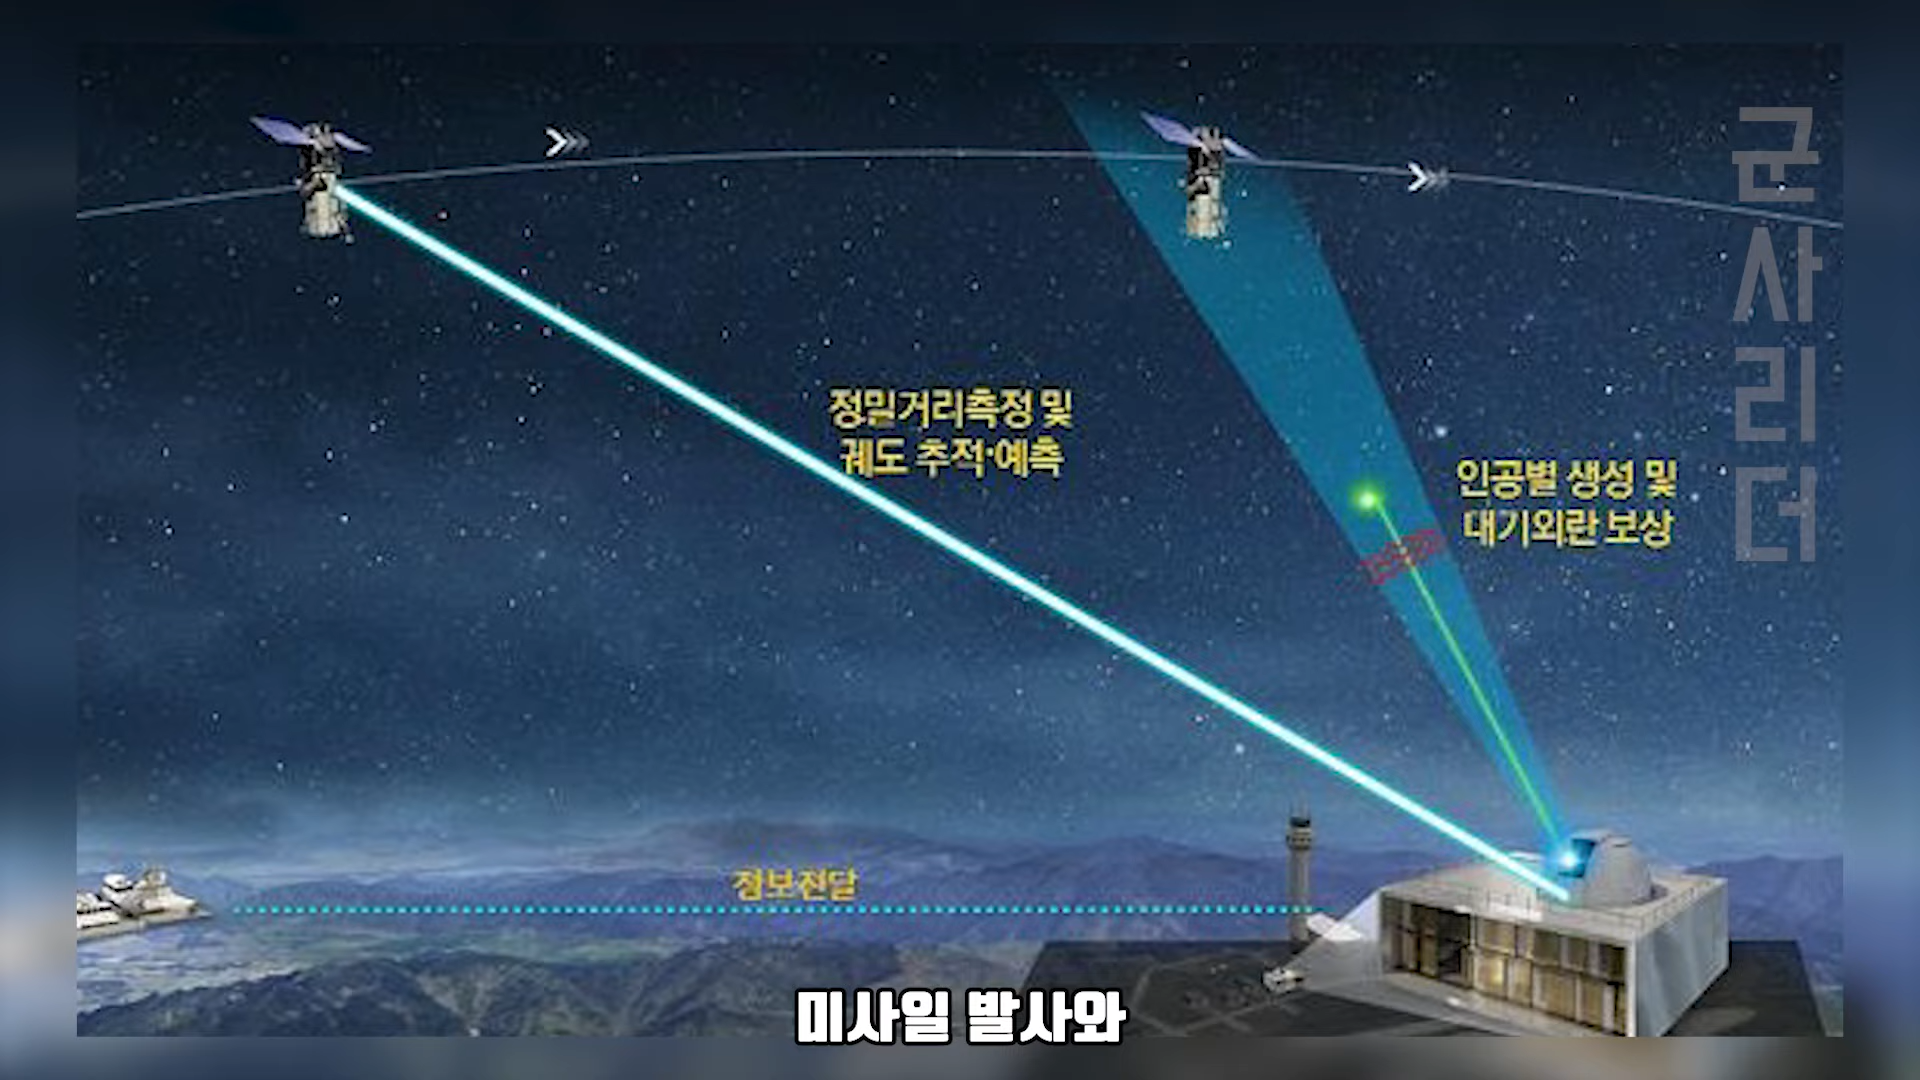 정밀거리측정 및
궤도 추적·예측
인공별 생성 및
대기외란 보상
정보전달
미사일 발사와
군사리더